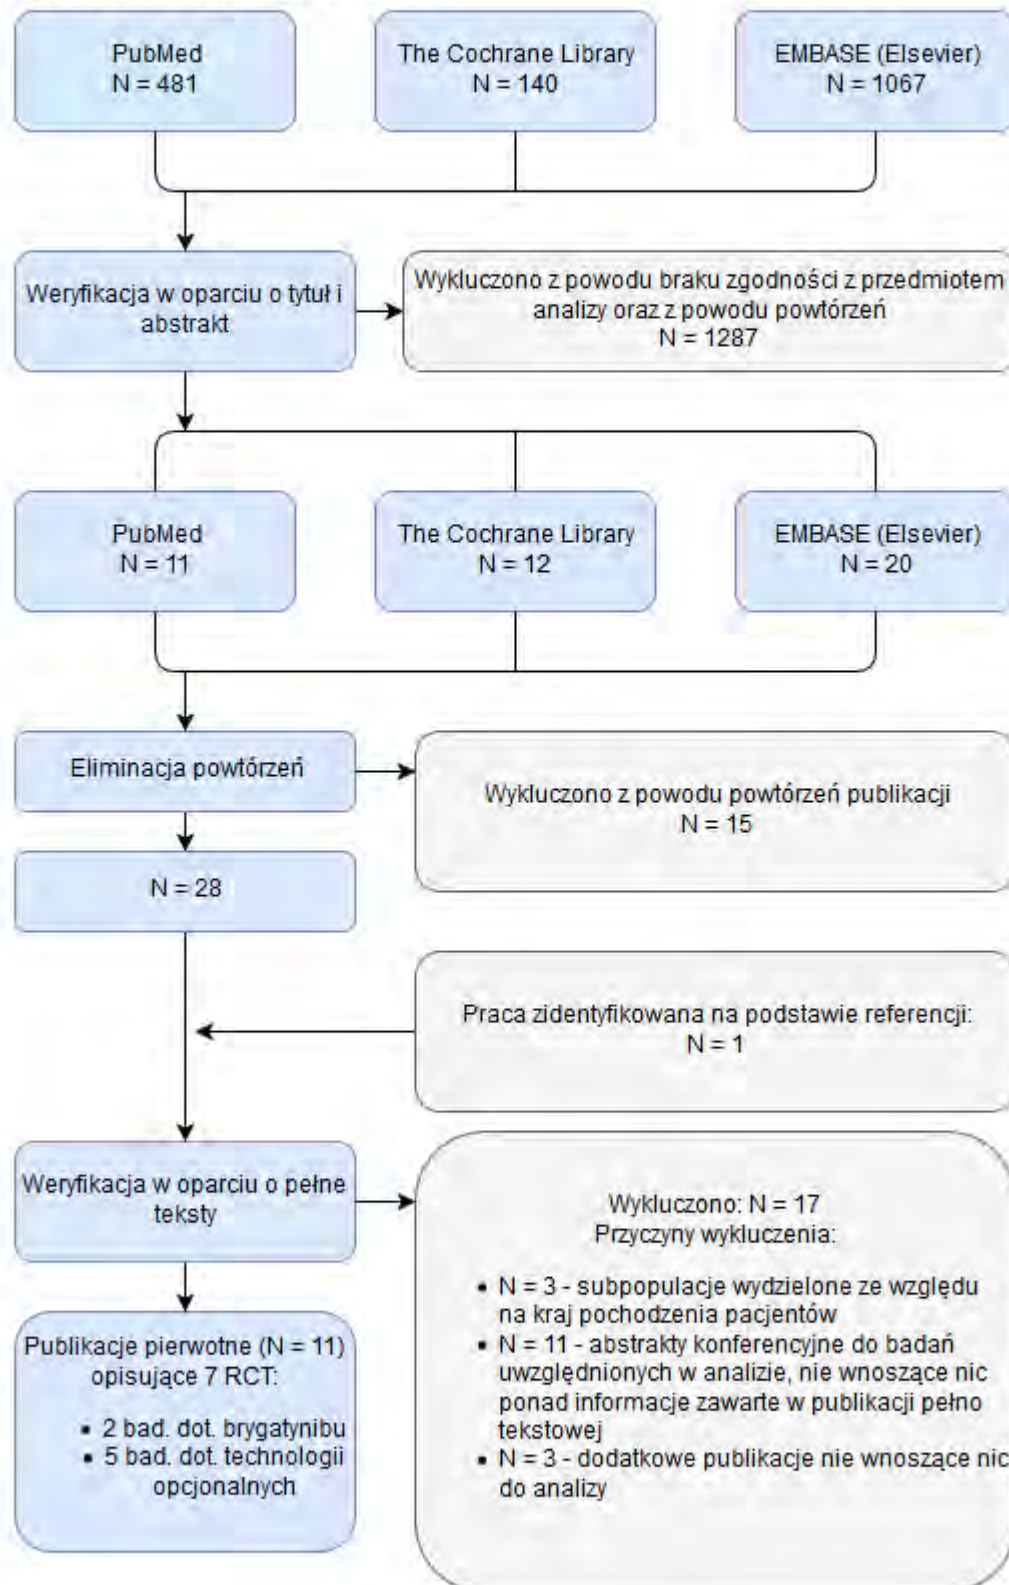 PubMed
N = 481
The Cochrane Library
N = 140
EMBASE (Elsevier)
N = 1067
Weryfikacja w oparciu o tytuł i
abstrakt
Wykluczono z powodu braku zgodności z przedmiotem
analizy oraz z powodu powtórzeń
N = 1287
PubMed
N = 11
The Cochrane Library
N = 12
EMBASE (Elsevier)
N = 20
Eliminacja powtórzeń
Wykluczono z powodu powtórzeń publikacji
N = 15
N = 28
Praca zidentyfikowana na podstawie referencji:
N = 1
Weryfikacja w oparciu o pełne
teksty
Wykluczono: N = 17
Przyczyny wykluczenia:
• N = 3 - subpopulacje wydzielone ze względu
na kraj pochodzenia pacjentów
• N = 11 - abstrakty konferencyjne do badań
uwzględnionych w analizie, nie wnoszące nic
ponad informacje zawarte w publikacji pełno
tekstowej
• N = 3 - dodatkowe publikacje nie wnoszące nic
do analizy
Publikacje pierwotne (N = 11)
opisujące 7 RCT:
• 2 bad. dot. brygatynibu
• 5 bad. dot. technologii
opcjonalnych